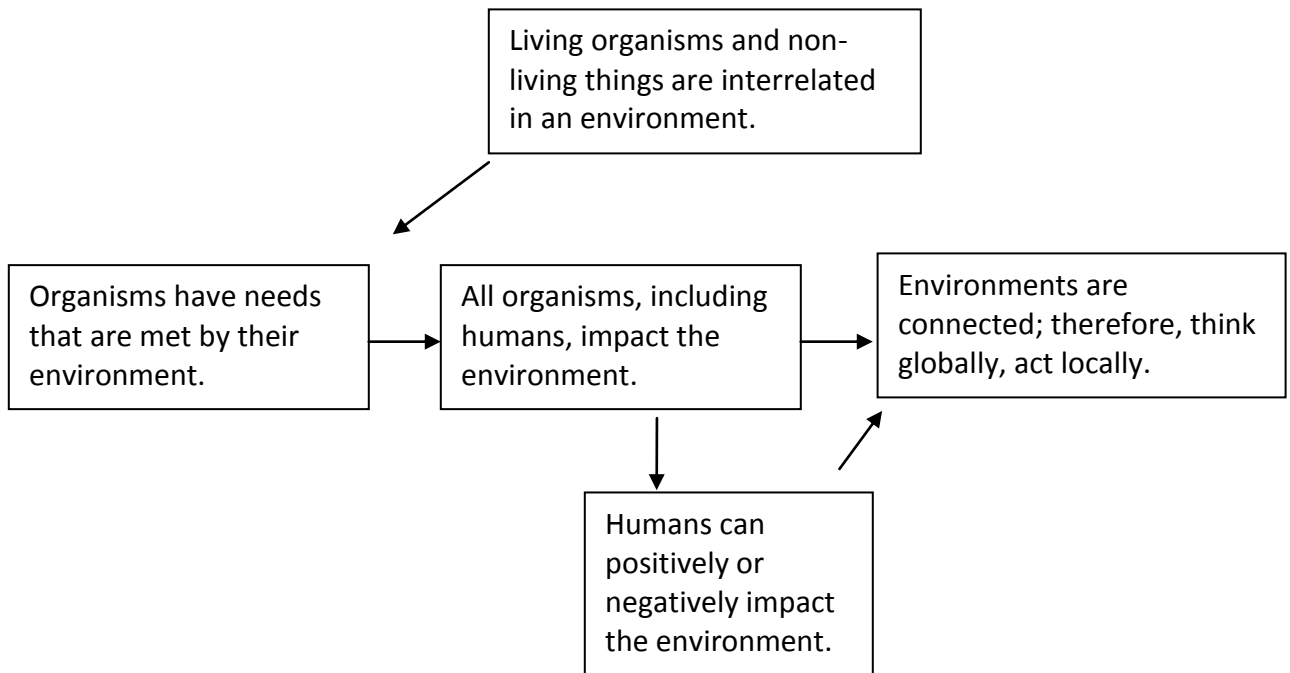 Living organisms and non-
living things are interrelated
in an environment.
Organisms have needs
that are met by their
environment.
All organisms, including
humans, impact the
environment.
Environments are
connected; therefore, think
globally, act locally.
Humans can
positively or
negatively impact
the environment.